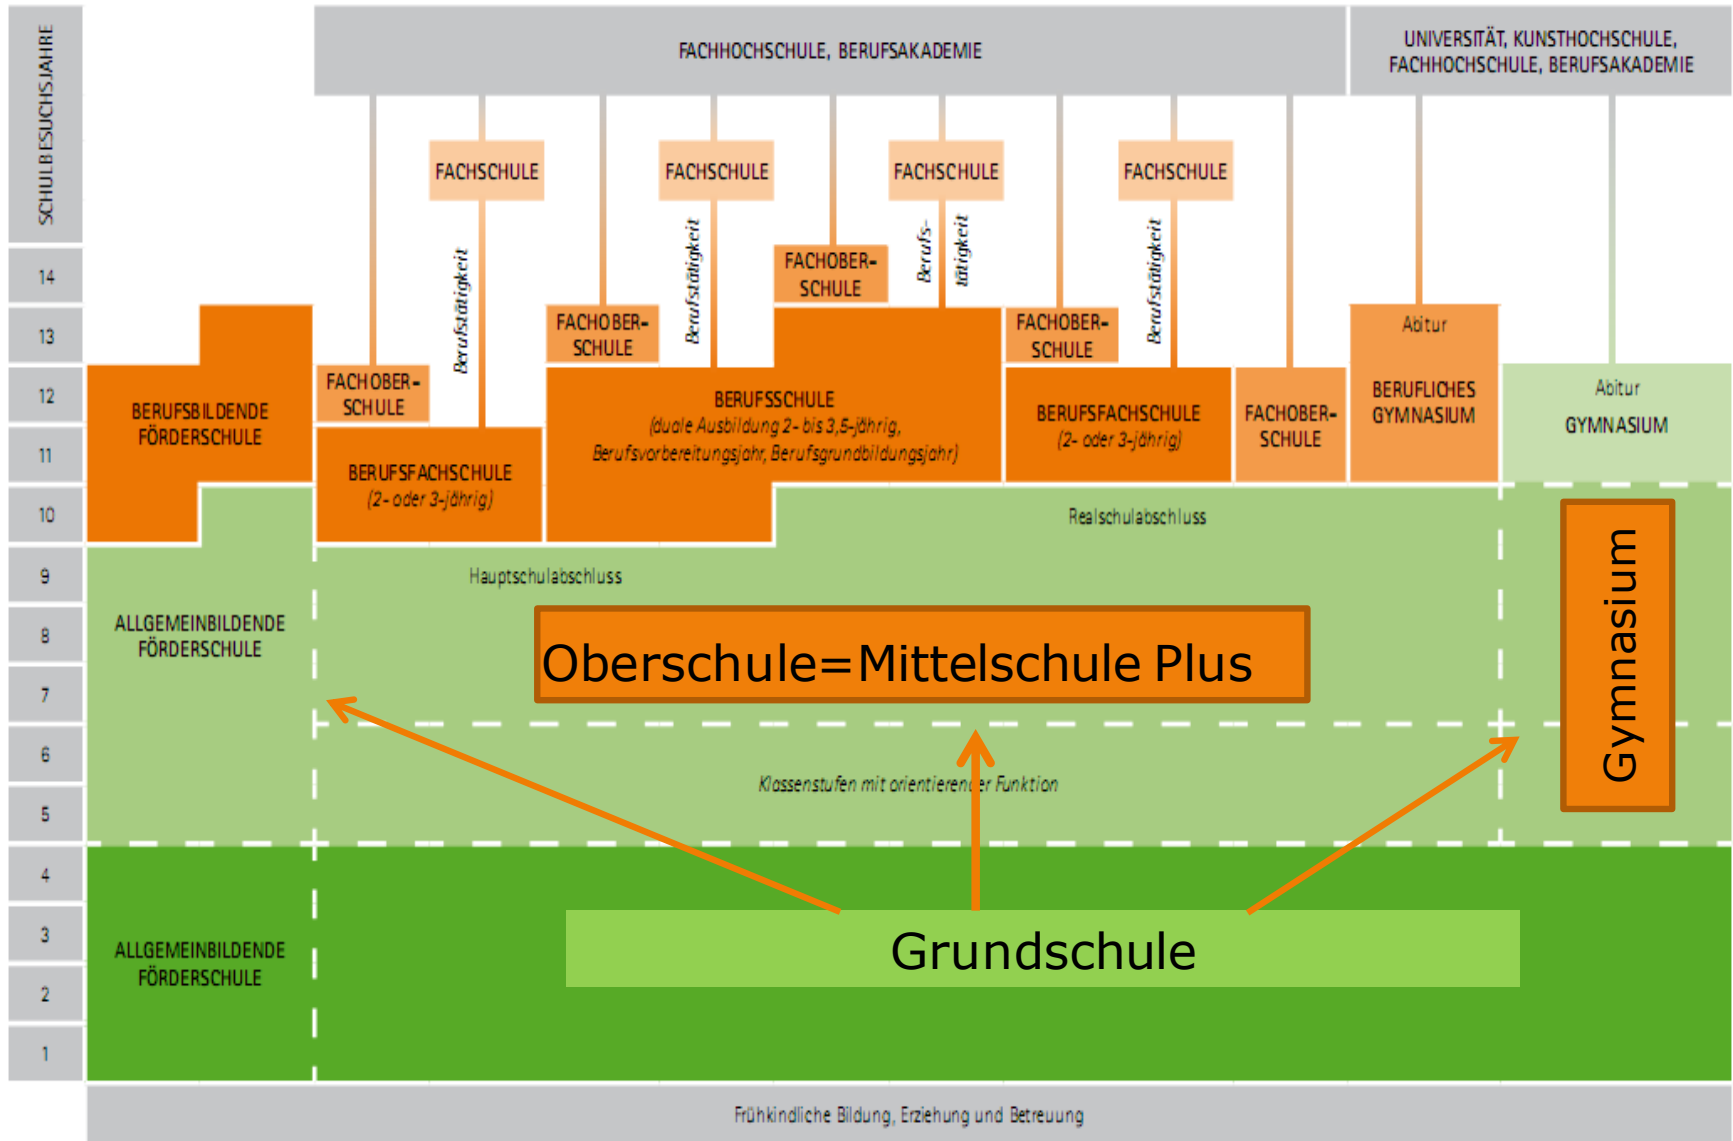 SCHULBESUCHSJAHRE
FACHHOCHSCHULE, BERUFSAKADEMIE
UNIVERSITÄT, KUNSTHOCHSCHULE,
FACHHOCHSCHULE, BERUFSAKADEMIE
FACHSCHULE
FACHSCHULE
FACHSCHULE
FACHSCHULE
Berufstätigkeit
Berufstätigkeit
Berufs-
tätigkeit
Berufstätigkeit
14
FACHOBER-
SCHULE
13
FACHOBER-
SCHULE
FACHOBER-
SCHULE
Abitur
12
BERUFSBILDENDE
FÖRDERSCHULE
FACHOBER-
SCHULE
BERUFSSCHULE
(duale Ausbildung 2- bis 3,5-jährig,
Berufsvorbereitungsjahr, Berufsgrundbildungsjahr)
BERUFSFACHSCHULE
(2- oder 3-jährig)
FACHOBER-
SCHULE
BERUFLICHES
GYMNASIUM
Abitur
GYMNASIUM
11
BERUFSFACHSCHULE
(2- oder 3-jährig)
10
Realschulabschluss
9
Hauptschulabschluss
8
ALLGEMEINBILDENDE
FÖRDERSCHULE
Oberschule=Mittelschule Plus
Gymnasium
7
6
Klassenstufen mit orientierender Funktion
5
4
3
ALLGEMEINBILDENDE
FÖRDERSCHULE
Grundschule
2
1
Frühkindliche Bildung, Erziehung und Betreuung